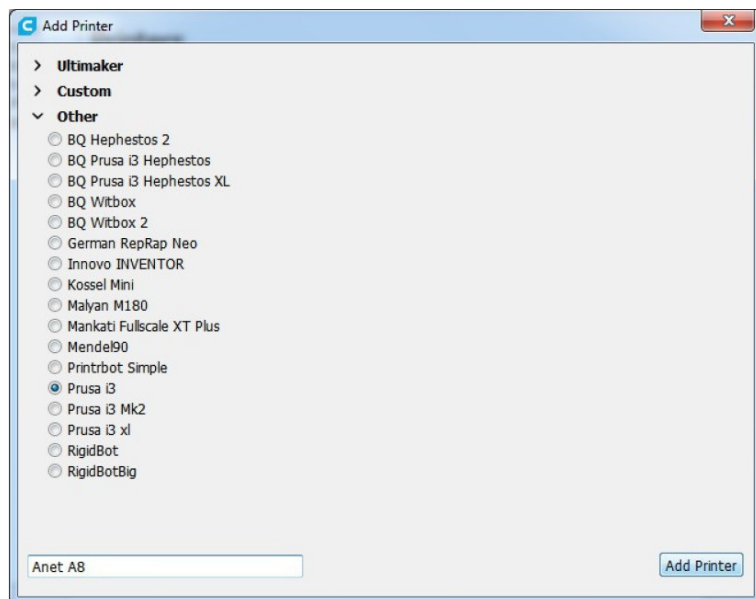 Add Printer
Ultimaker
Custom
Other
BQ Hephestos 2
BQ Prusa i3 Hephestos
BQ Prusa i3 Hephestos XL
BQ Witbox
BQ Witbox 2
German RepRap Neo
Innovo INVENTOR
Kossel Mini
Malyan M180
Mankati Fullscale XT Plus
Mendel90
Printrbot Simple
Prusa i3
Prusa i3 Mk2
Prusa i3 xl
RigidBot
RigidBotBig
Anet A8
Add Printer